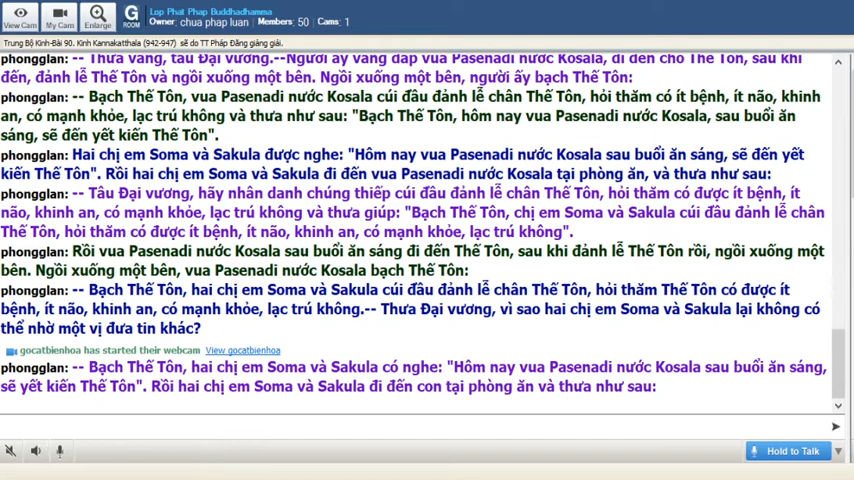 Lop Phat Phap Buddhadhamma
Owner: chua phap luan Members: 50 Cams: 1
View Cam My Cam Enlarge G ROOM
Trung Bộ Kinh-Bài 90. Kinh Kannakatthala (942-947) sẽ do TT Pháp Đăng giảng giải.
phongglan: -- Thưa vâng, tâu Đại vương.--Người ấy vâng đáp vua Pasenadi nước Kosala, đi đến chỗ Thế Tôn, sau khi
đến, đảnh lễ Thế Tôn và ngồi xuống một bên. Ngồi xuống một bên, người ấy bạch Thế Tôn:
phongglan: -- Bạch Thế Tôn, vua Pasenadi nước Kosala cúi đầu đảnh lễ chân Thế Tôn, hỏi thăm có ít bệnh, ít não, khinh
an, có mạnh khỏe, lạc trú không và thưa như sau: "Bạch Thế Tôn, hôm nay vua Pasenadi nước Kosala, sau buổi ăn
sáng, sẽ đến yết kiến Thế Tôn".
phongglan: Hai chị em Soma và Sakula được nghe: "Hôm nay vua Pasenadi nước Kosala sau buổi ăn sáng, sẽ đến yết
kiến Thế Tôn". Rồi hai chị em Soma và Sakula đi đến vua Pasenadi nước Kosala tại phòng ăn, và thưa như sau:
phongglan: -- Tâu Đại vương, hãy nhân danh chúng thiếp cúi đầu đảnh lễ chân Thế Tôn, hỏi thăm có được ít bệnh, ít
não, khinh an, có mạnh khỏe, lạc trú không và thưa giúp: "Bạch Thế Tôn, chị em Soma và Sakula cúi đầu đảnh lễ chân
Thế Tôn, hỏi thăm có được ít bệnh, ít não, khinh an, có mạnh khỏe, lạc trú không".
phongglan: Rồi vua Pasenadi nước Kosala sau buổi ăn sáng đi đến Thế Tôn, sau khi đảnh lễ Thế Tôn rồi, ngồi xuống một
bên. Ngồi xuống một bên, vua Pasenadi nước Kosala bạch Thế Tôn:
phongglan: -- Bạch Thế Tôn, hai chị em Soma và Sakula cúi đầu đảnh lễ chân Thế Tôn, hỏi thăm Thế Tôn có được ít
bệnh, ít não, khinh an, có mạnh khỏe, lạc trú không.-- Thưa Đại vương, vì sao hai chị em Soma và Sakula lại không có
thể nhờ một vị đưa tin khác?
gocatbienhoa has started their webcam View gocatbienhoa
phongglan: -- Bạch Thế Tôn, hai chị em Soma và Sakula có nghe: "Hôm nay vua Pasenadi nước Kosala sau buổi ăn sáng,
sẽ yết kiến Thế Tôn". Rồi hai chị em Soma và Sakula đi đến con tại phòng ăn và thưa như sau:
Hold to Talk